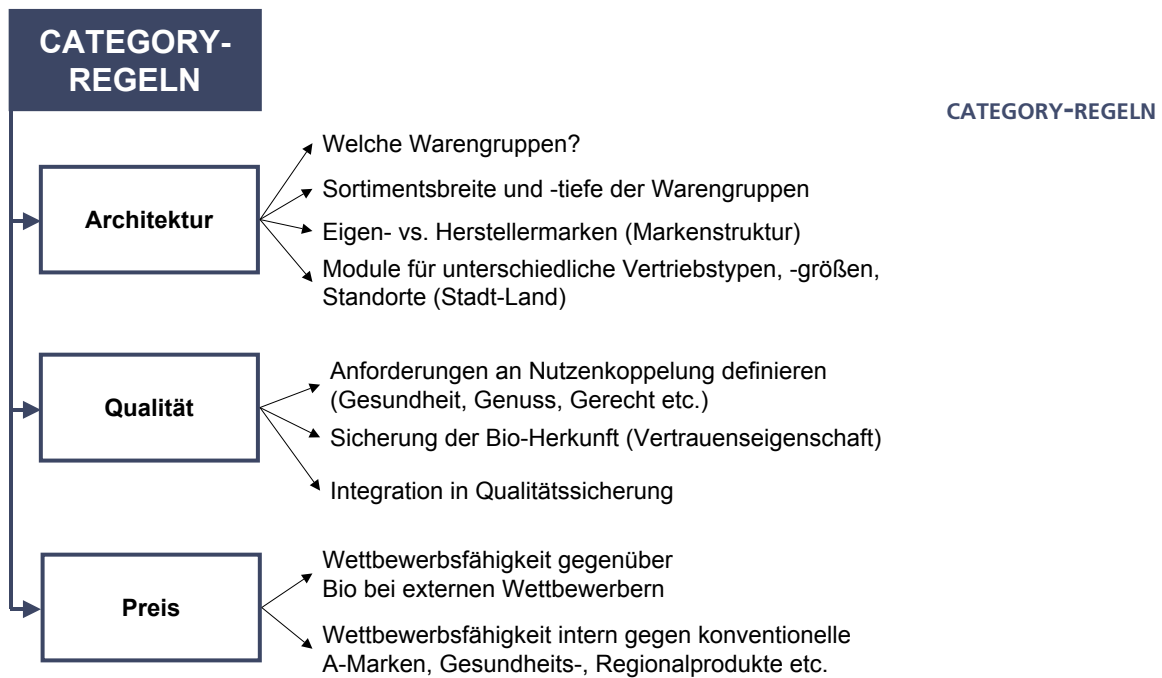 CATEGORY-
REGELN
CATEGORY-REGELN
Architektur
Welche Warengruppen?
Sortimentsbreite und -tiefe der Warengruppen
Eigen- vs. Herstellermarken (Markenstruktur)
Module für unterschiedliche Vertriebstypen, -größen,
Standorte (Stadt-Land)
Qualität
Anforderungen an Nutzenkoppelung definieren
(Gesundheit, Genuss, Gerecht etc.)
Sicherung der Bio-Herkunft (Vertrauenseigenschaft)
Integration in Qualitätssicherung
Preis
Wettbewerbsfähigkeit gegenüber
Bio bei externen Wettbewerbern
Wettbewerbsfähigkeit intern gegen konventionelle
A-Marken, Gesundheits-, Regionalprodukte etc.